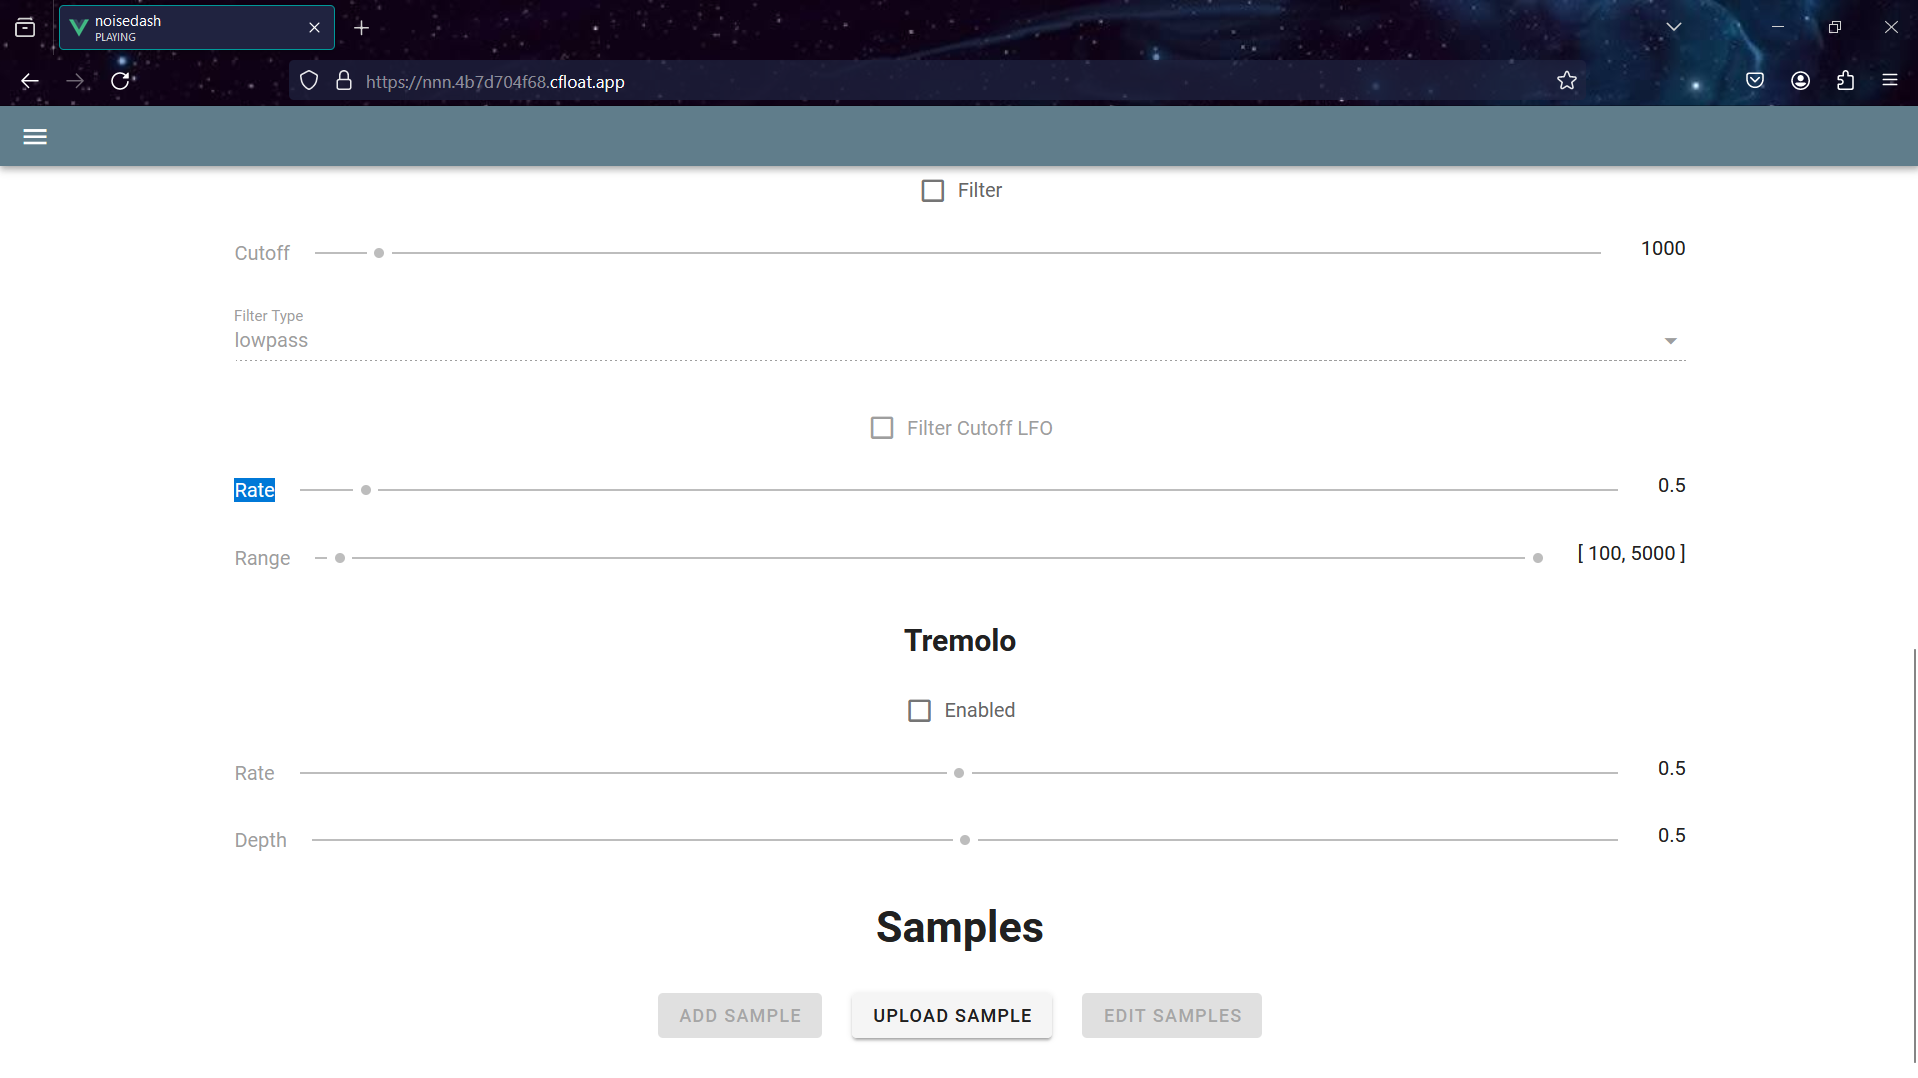 noisedash
PLAYING
https://nnn.4b7d704f68.cfloat.app
Filter
Cutoff
1000
Filter Type
lowpass
Filter Cutoff LFO
Rate
0.5
Range
[ 100, 5000 ]
Tremolo
Enabled
Rate
0.5
Depth
0.5
Samples
ADD SAMPLE
UPLOAD SAMPLE
EDIT SAMPLES